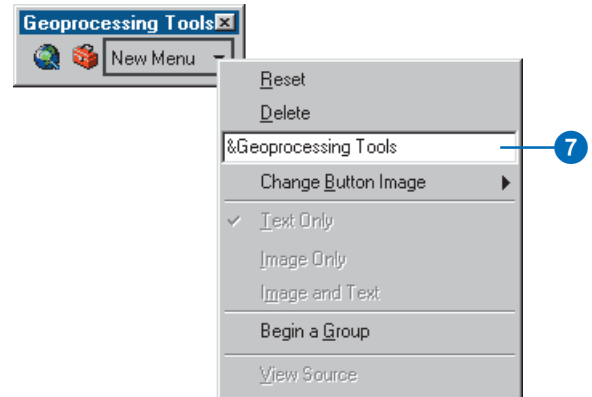 Geoprocessing Tools
New Menu
Reset
Delete
&Geoprocessing Tools
7
Change Button Image
Text Only
Image Only
Image and Text
Begin a Group
View Source